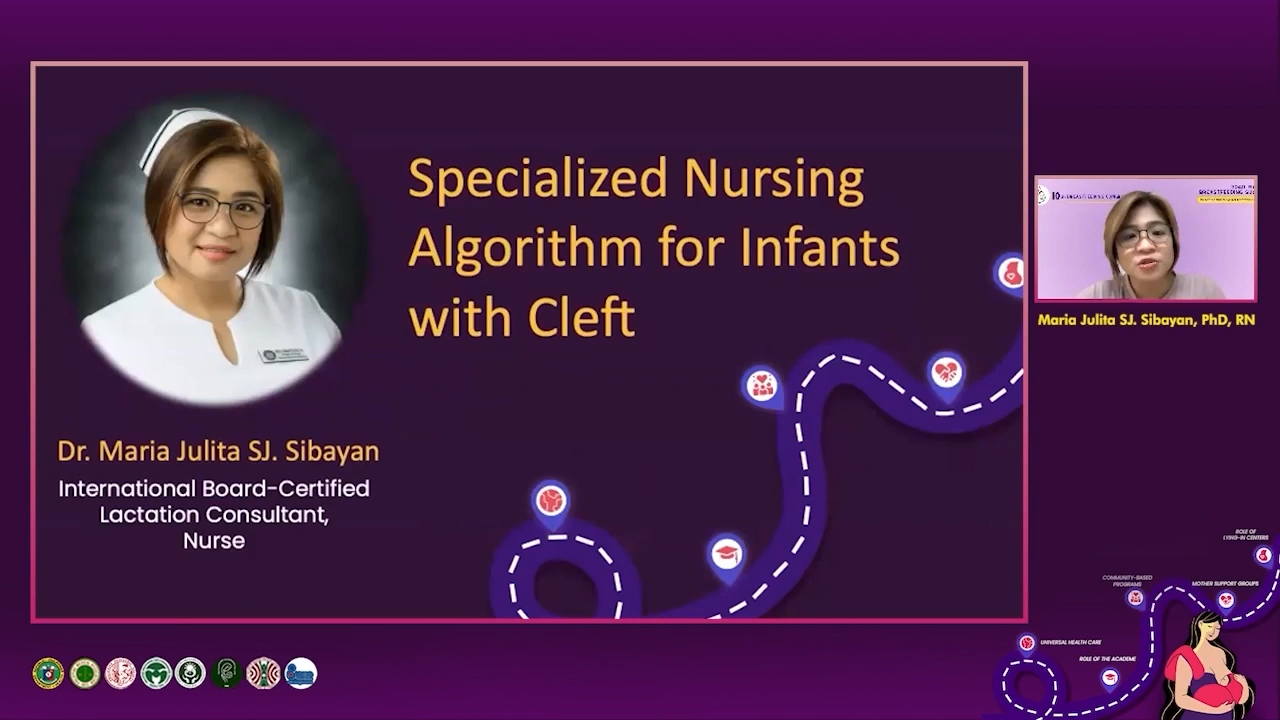 Specialized Nursing
Algorithm for Infants
with Cleft
Dr. Maria Julita SJ. Sibayan
International Board-Certified
Lactation Consultant,
Nurse
Maria Julita SJ. Sibayan, PhD, RN
ROLE OF
LYING-IN CENTERS
COMMUNITY-BASED
PROGRAMS
MOTHER SUPPORT GROUPS
UNIVERSAL HEALTH CARE
ROLE OF THE ACADEME